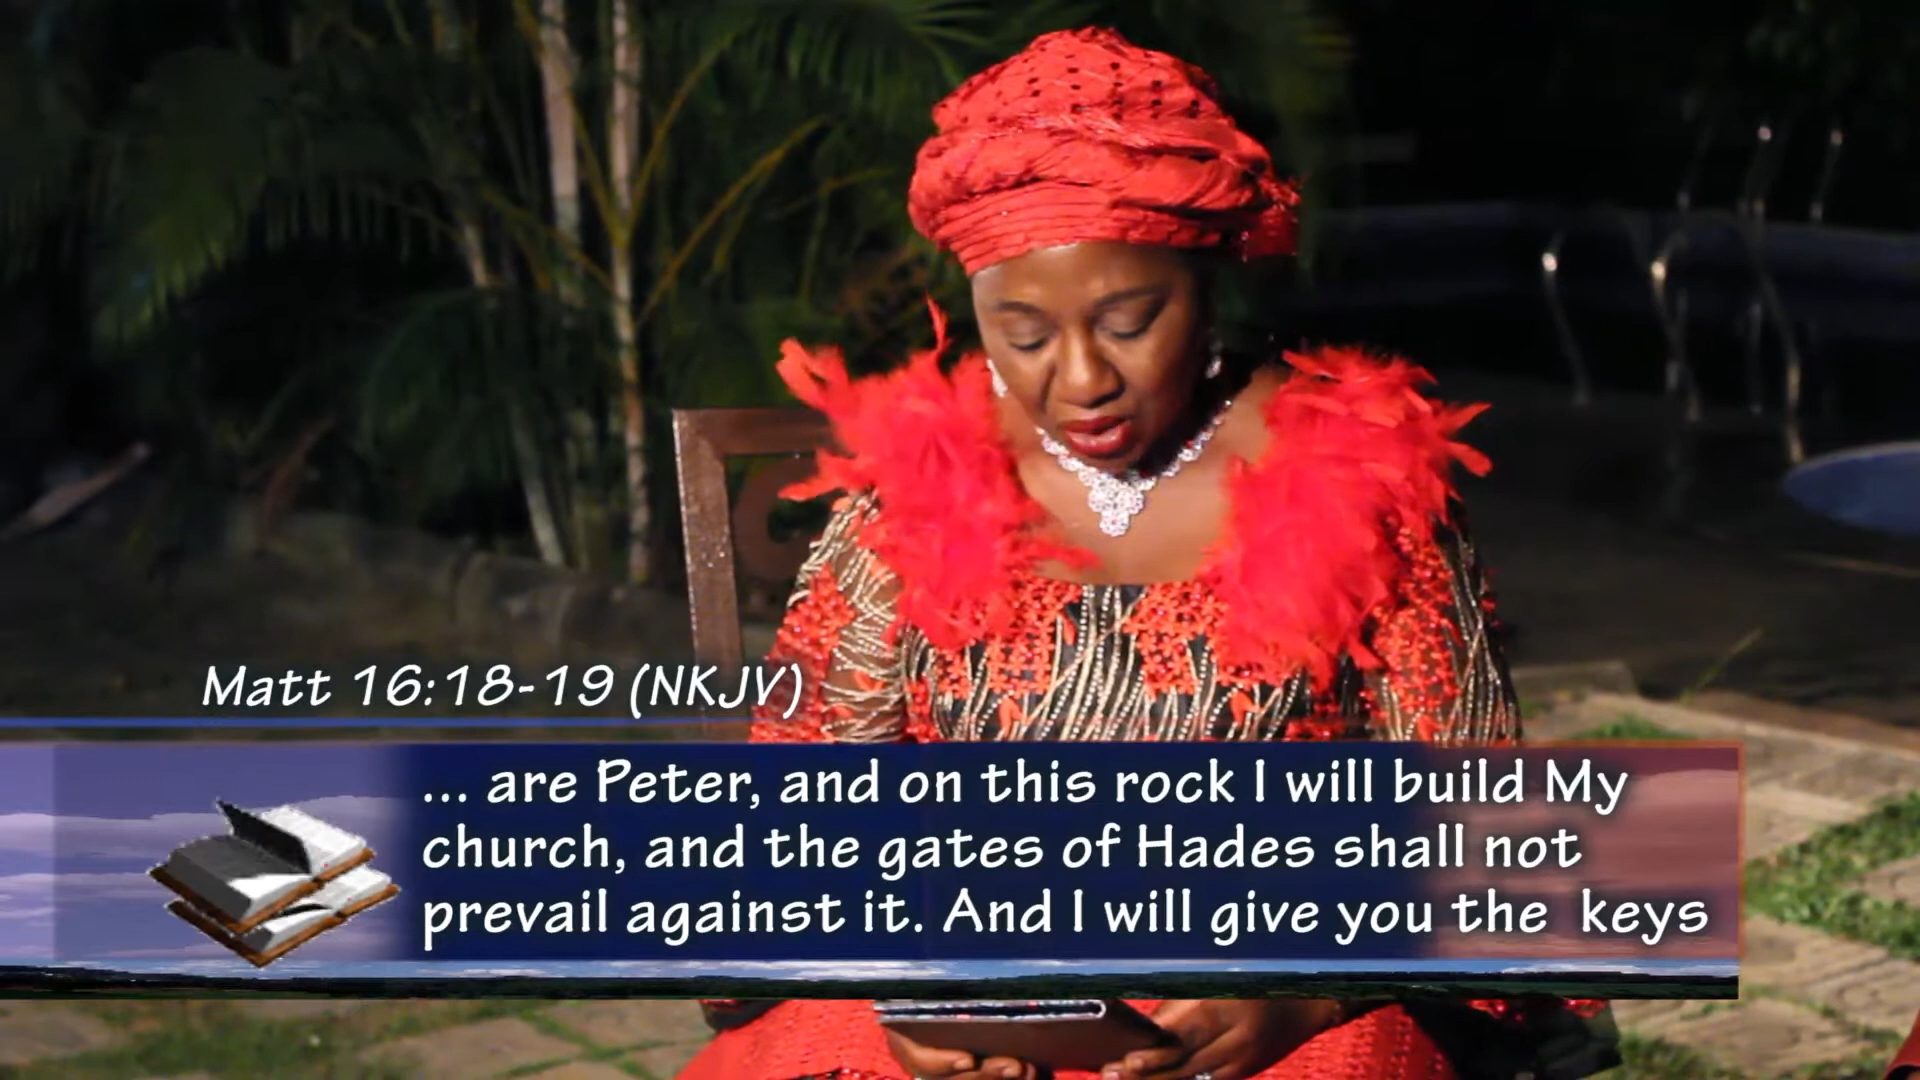 Matt 16:18-19 (NKJV)
... are Peter, and on this rock I will build My
church, and the gates of Hades shall not
prevail against it. And I will give you the keys